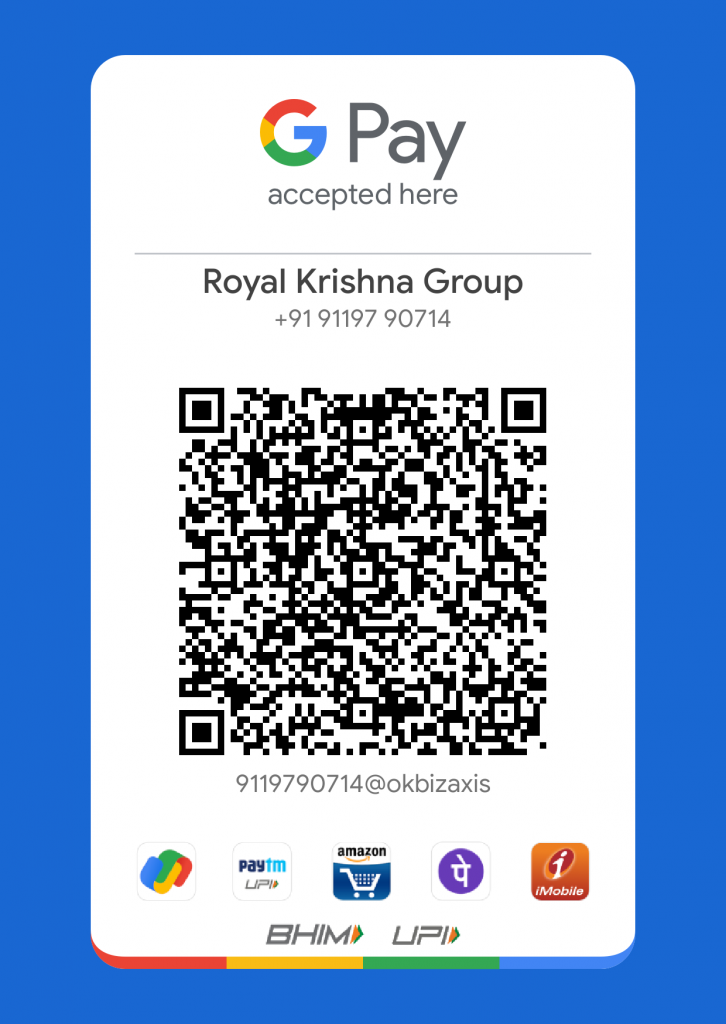 G Pay
accepted here
Royal Krishna Group
+91 91197 90714
9119790714@okbizaxis
paytm
UPI
amazon
पे
i
iMobile
BHIM UPI